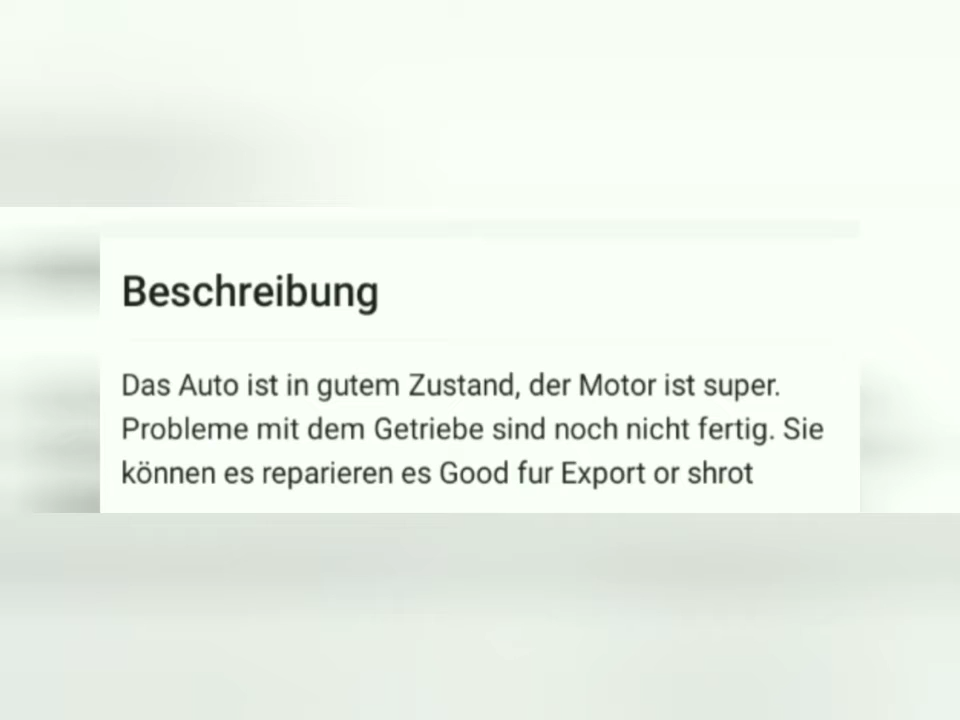 Beschreibung
Das Auto ist in gutem Zustand, der Motor ist super.
Probleme mit dem Getriebe sind noch nicht fertig. Sie
können es reparieren es Good fur Export or shrot